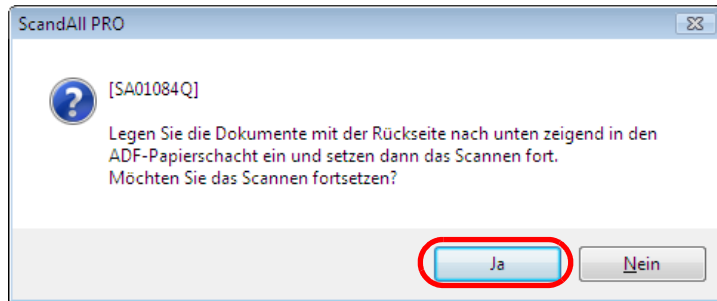 ScandAll PRO
[SA01084Q]
Legen Sie die Dokumente mit der Rückseite nach unten zeigend in den
ADF-Papierschacht ein und setzen dann das Scannen fort.
Möchten Sie das Scannen fortsetzen?
Ja
Nein